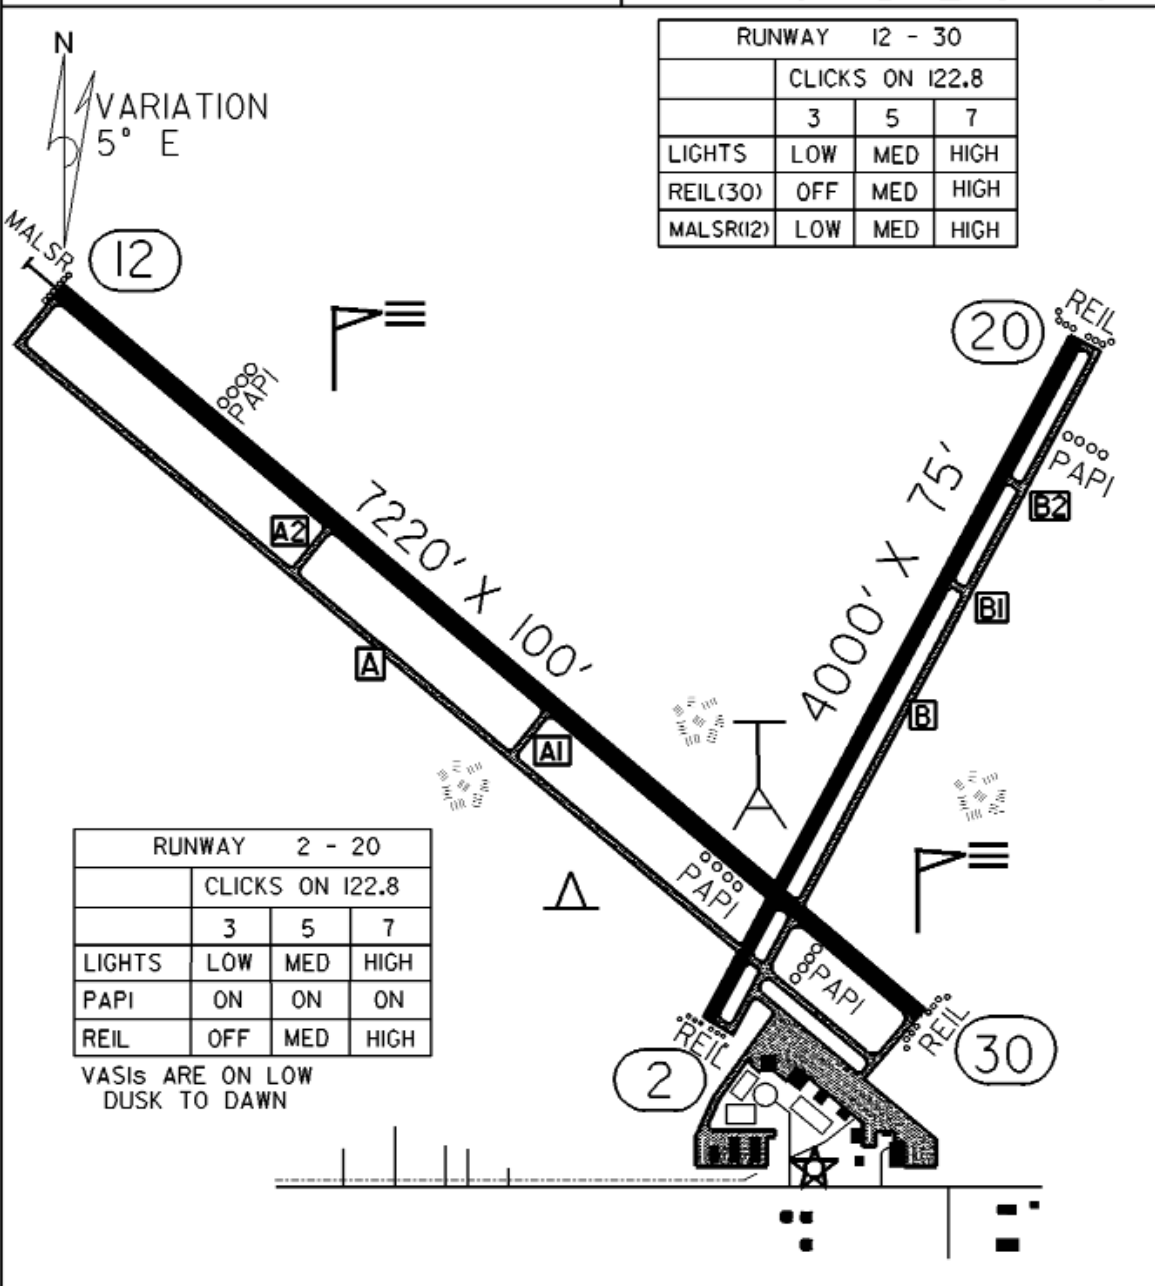 N
VARIATION
5° E
RUNWAY 12 - 30
CLICKS ON 122.8
3 5 7
LIGHTS LOW MED HIGH
REIL(30) OFF MED HIGH
MALSR(12) LOW MED HIGH
MALSR
12
20
REIL
PAPI
PAPI
7220' X 100'
4000' X 75'
A2
B2
B1
A
B
A1
PAPI
PAPI
RUNWAY 2 - 20
CLICKS ON 122.8
3 5 7
LIGHTS LOW MED HIGH
PAPI ON ON ON
REIL OFF MED HIGH
VASIs ARE ON LOW
DUSK TO DAWN
REIL
2
REIL
30